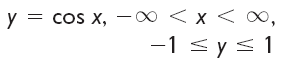 y = cos x, −∞ < x < ∞,
−1 ≤ y ≤ 1